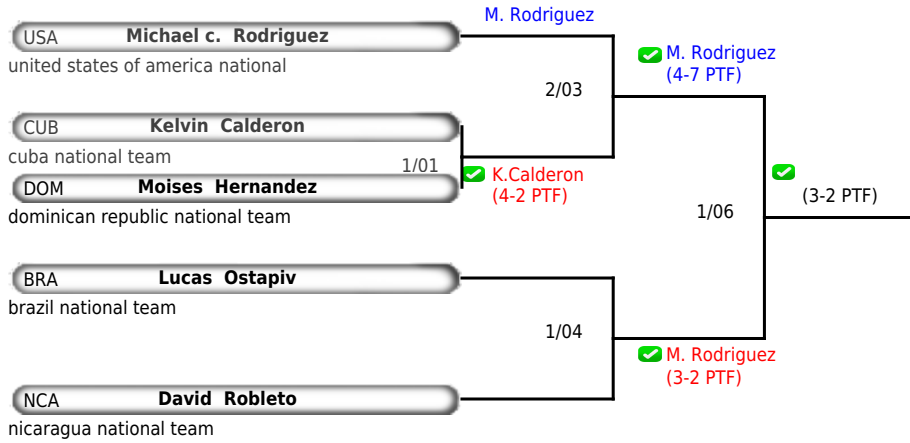 M. Rodriguez
USA Michael c. Rodriguez
united states of america national
M. Rodriguez
(4-7 PTF)
2/03
CUB Kelvin Calderon
cuba national team
1/01
K.Calderon
(4-2 PTF)
DOM Moises Hernandez
dominican republic national team
(3-2 PTF)
1/06
BRA Lucas Ostapiv
brazil national team
1/04
M. Rodriguez
(3-2 PTF)
NCA David Robleto
nicaragua national team